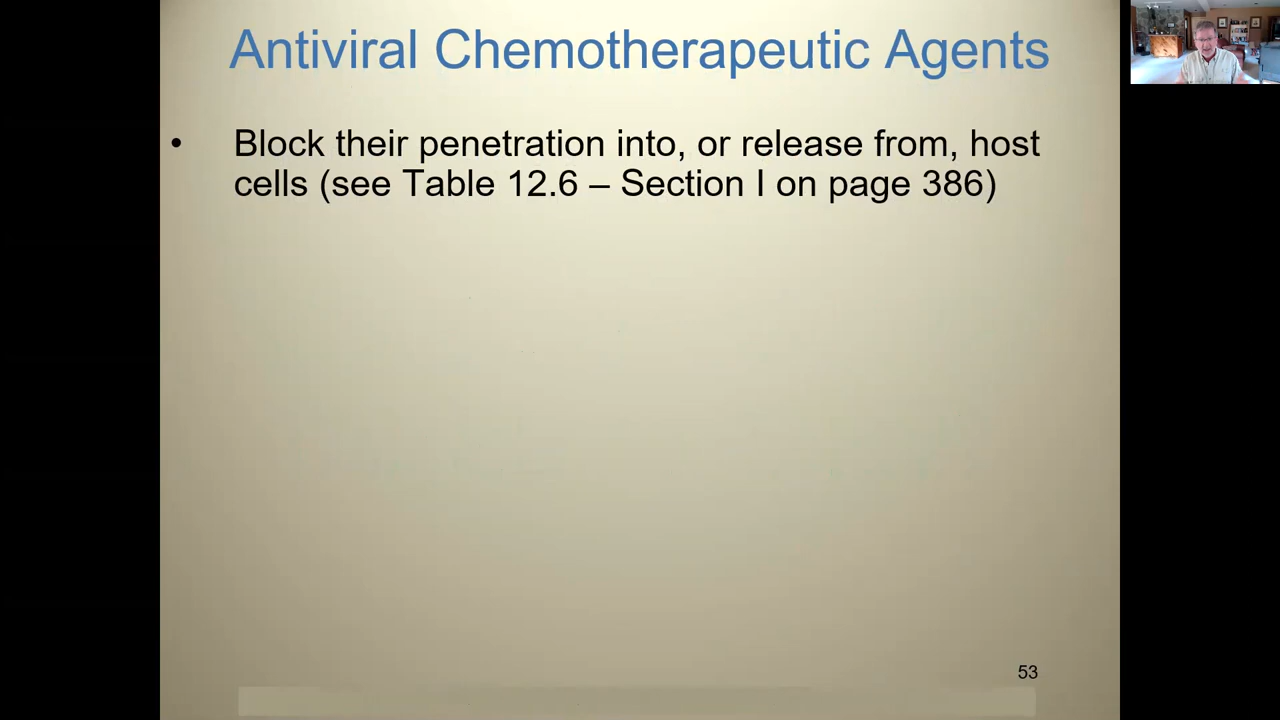 Antiviral Chemotherapeutic Agents
• Block their penetration into, or release from, host
cells (see Table 12.6 – Section I on page 386)
53